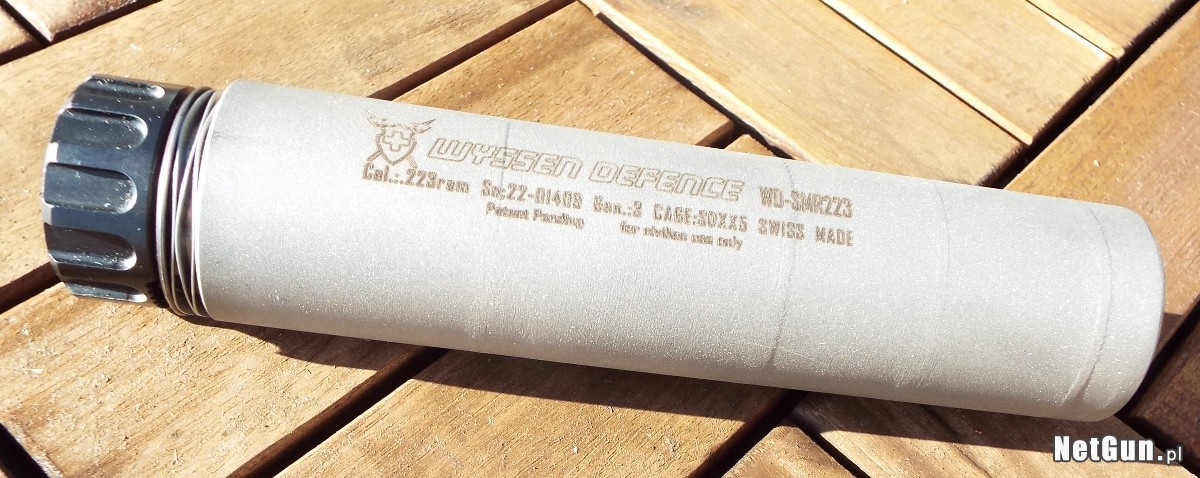 WYSSEN DEFENCE WD-SMR223
Cal.:.223rem Sn:22-01408 Gen.:3 CAGE:SOXX5 SWISS MADE
Patent Pending for civilian use only
NetGun.pl